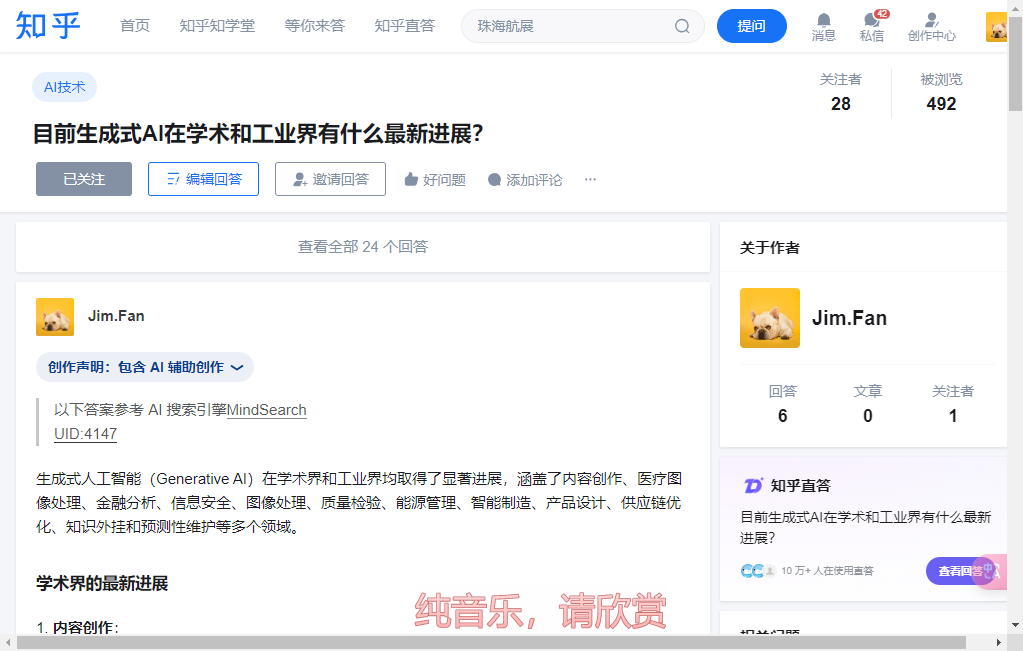 知乎
首页 知乎知学堂 等你来答 知乎直答
珠海航展
提问
消息
42
私信
创作中心
AI技术
目前生成式AI在学术和工业界有什么最新进展?
关注者
28
被浏览
492
已关注
编辑回答
邀请回答
好问题
添加评论
...
查看全部 24 个回答
Jim.Fan
创作声明：包含 AI 辅助创作
以下答案参考 AI 搜索引擎MindSearch
UID:4147
生成式人工智能（Generative AI）在学术界和工业界均取得了显著进展，涵盖了内容创作、医疗图
像处理、金融分析、信息安全、图像处理、质量检验、能源管理、智能制造、产品设计、供应链优
化、知识外挂和预测性维护等多个领域。
学术界的最新进展
1. 内容创作:
关于作者
Jim.Fan
回答 文章 关注者
6 0 1
知乎直答
目前生成式AI在学术和工业界有什么最新
进展?
10 万+ 人在使用直答
查看回答
纯音乐，请欣赏